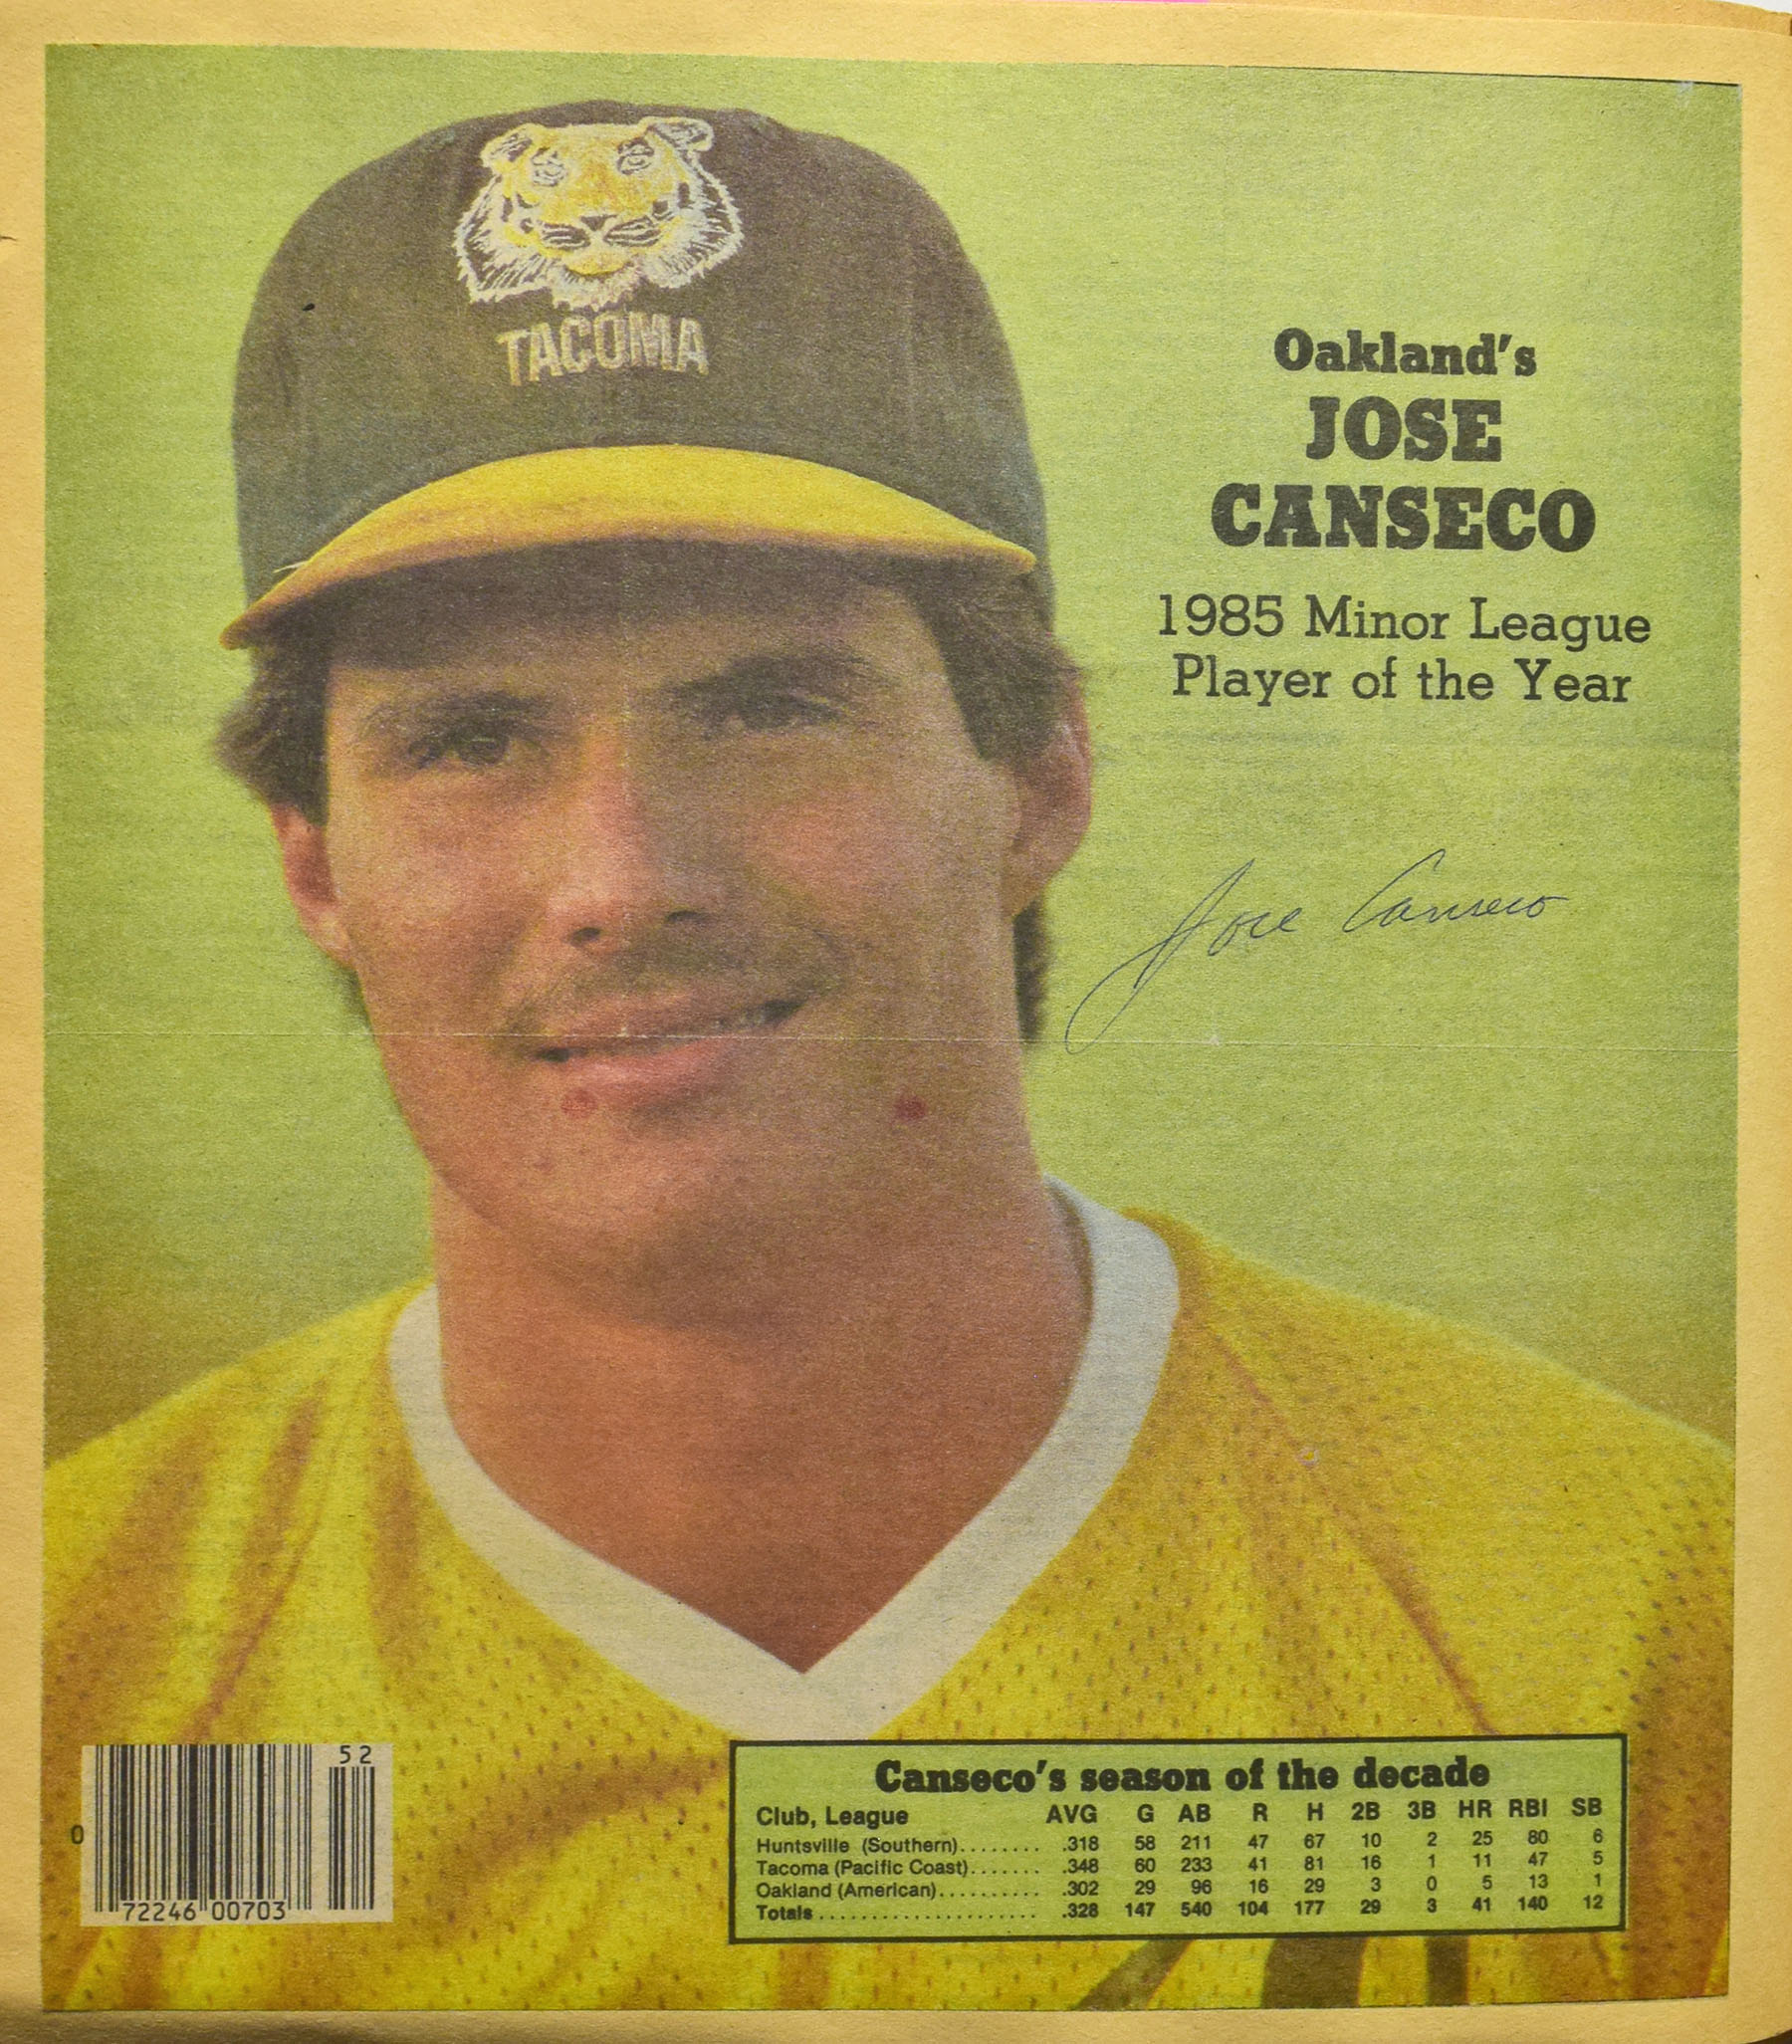 TACOMA
Oakland's
JOSE
CANSECO
1985 Minor League
Player of the Year
Jose Canseco
Canseco's season of the decade
Club, League AVG G AB R H 2B 3B HR RBI SB
Huntsville (Southern)........ .318 58 211 47 67 10 2 25 80 6
Tacoma (Pacific Coast)....... .348 60 233 41 81 16 1 11 47 5
Oakland (American).......... .302 29 96 16 29 3 0 5 13 1
Totals...................... .328 147 540 104 177 29 3 41 140 12
52
0
72246 00703